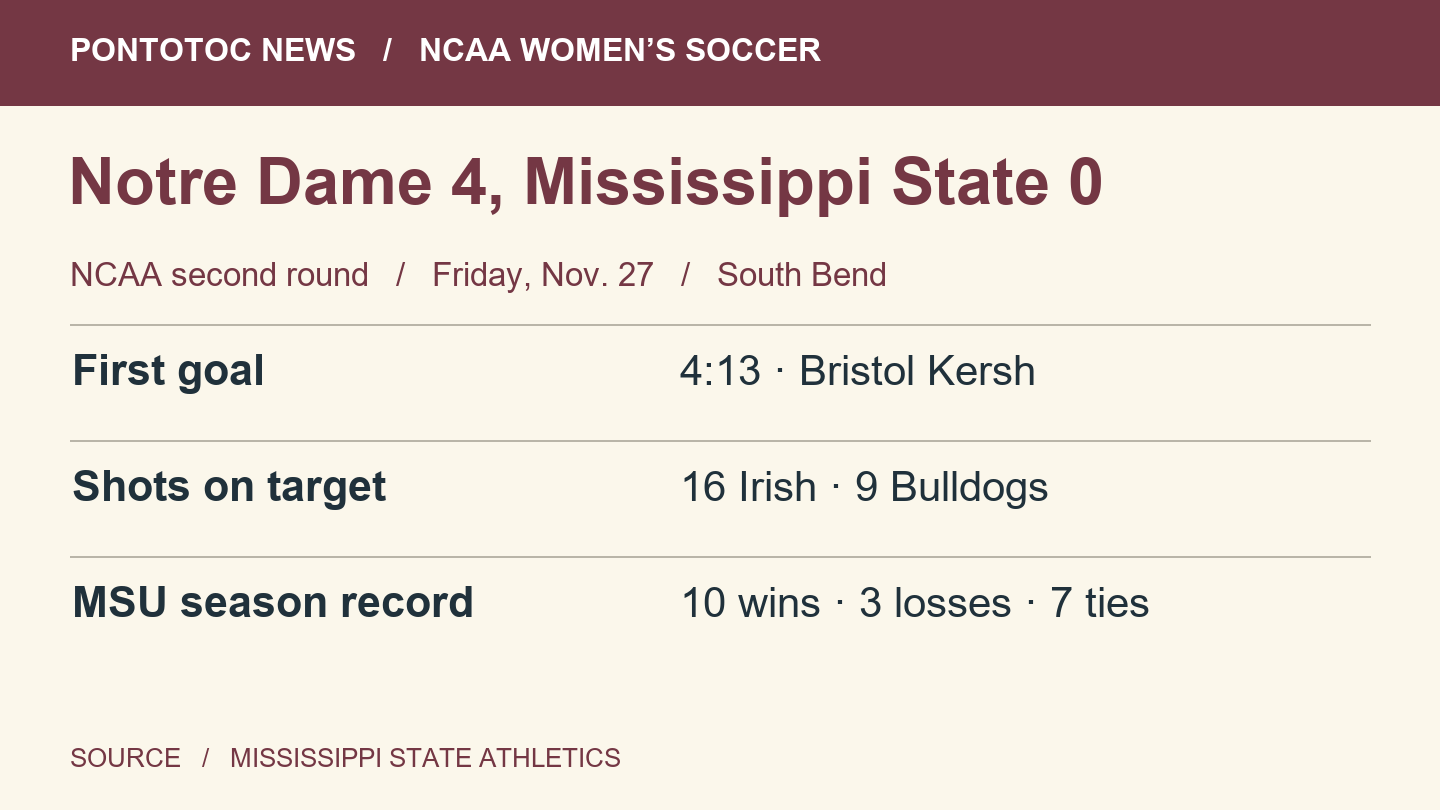 PONTOTOC NEWS / NCAA WOMEN’S SOCCER
Notre Dame 4, Mississippi State 0
NCAA second round / Friday, Nov. 27 / South Bend
First goal 4:13 · Bristol Kersh
Shots on target 16 Irish · 9 Bulldogs
MSU season record 10 wins · 3 losses · 7 ties
SOURCE / MISSISSIPPI STATE ATHLETICS